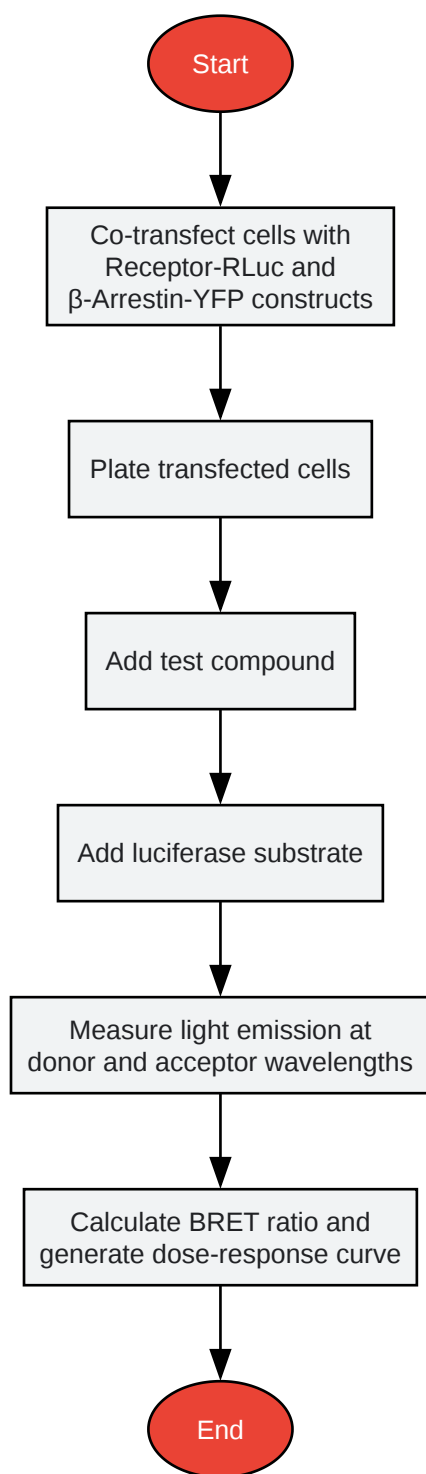 Start
Co-transfect cells with
Receptor-RLuc and
β-Arrestin-YFP constructs
Plate transfected cells
Add test compound
Add luciferase substrate
Measure light emission at
donor and acceptor wavelengths
Calculate BRET ratio and
generate dose-response curve
End